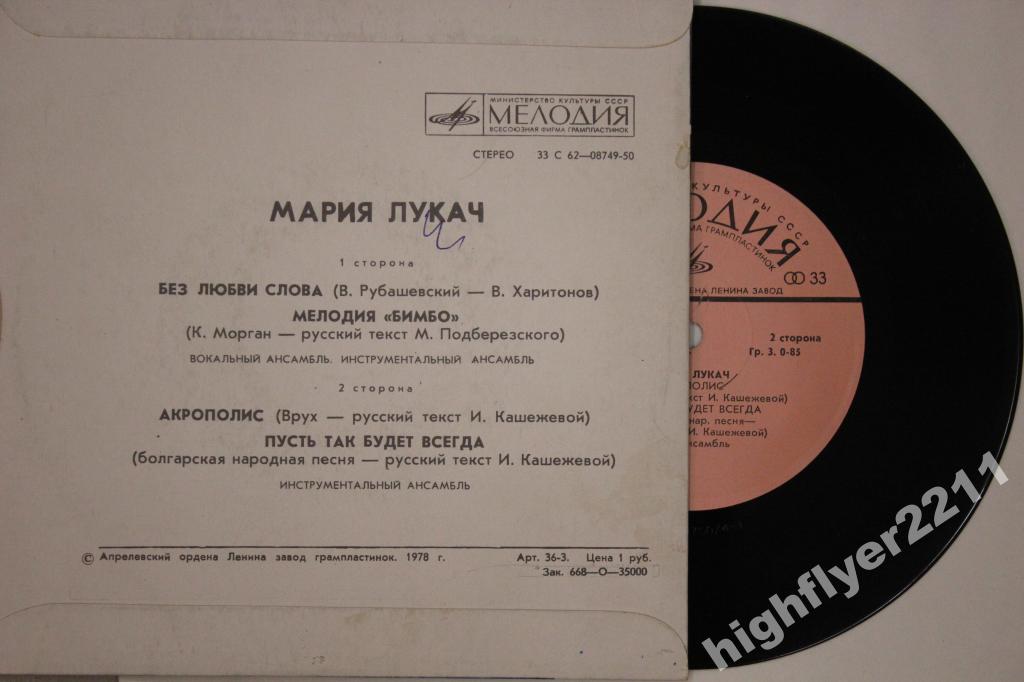 МИНИСТЕРСТВО КУЛЬТУРЫ СССР
МЕЛОДИЯ
ВСЕСОЮЗНАЯ ФИРМА ГРАМПЛАСТИНОК
СТЕРЕО 33 С 62—08749-50
МАРИЯ ЛУКАЧ
1 сторона
БЕЗ ЛЮБВИ СЛОВА (В. Рубашевский — В. Харитонов)
МЕЛОДИЯ «БИМБО»
(К. Морган — русский текст М. Подберезского)
ВОКАЛЬНЫЙ АНСАМБЛЬ. ИНСТРУМЕНТАЛЬНЫЙ АНСАМБЛЬ
2 сторона
АКРОПОЛИС (Врух — русский текст И. Кашежевой)
ПУСТЬ ТАК БУДЕТ ВСЕГДА
(болгарская народная песня — русский текст И. Кашежевой)
ИНСТРУМЕНТАЛЬНЫЙ АНСАМБЛЬ
© Апрелевский ордена Ленина завод грампластинок. 1978 г. Арт. 36-3. Цена 1 руб.
Зак. 668—О—35000
КУЛЬТУРЫ СССР
ОДИЯ
РМА ГРАМПЛАСТИНОК
33
ЕНА ЛЕНИНА ЗАВОД
2 сторона
Гр. 3. 0-85
ЛУКАЧ
ПОЛИС
кст И. Кашежевой)
УДЕТ ВСЕГДА
нар. песня—
И. Кашежевой)
нсамбль
highflyer2211